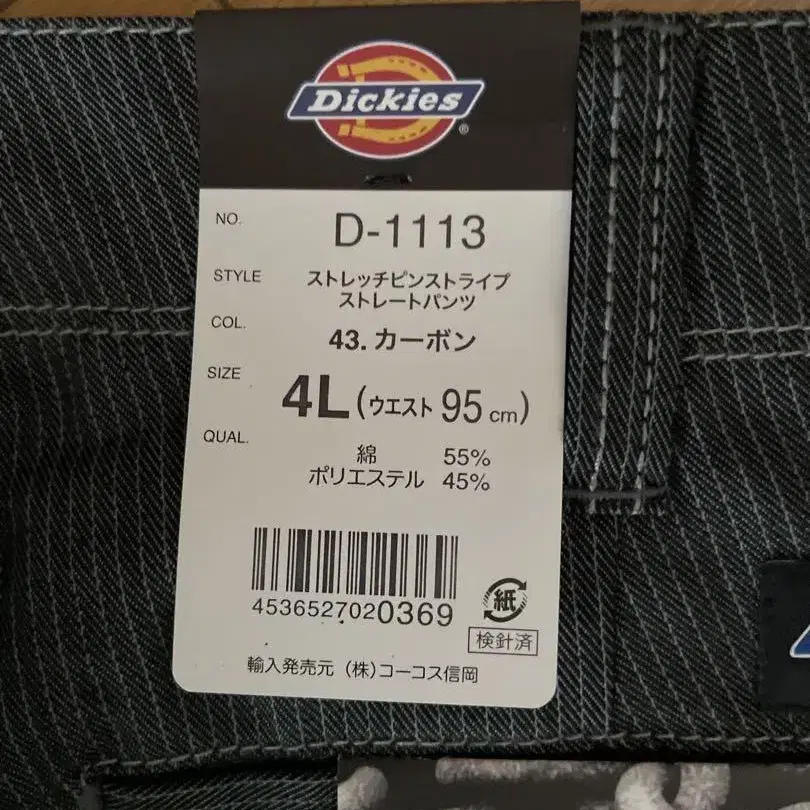 Dickies®
NO. D-1113
STYLE ストレッチピンストライプ
ストレートパンツ
COL. 43. カーボン
SIZE 4L (ウエスト 95 cm)
QUAL. 綿 55%
ポリエステル 45%
4536527020369
紙
検針済
輸入発売元 (株)コーコス信岡